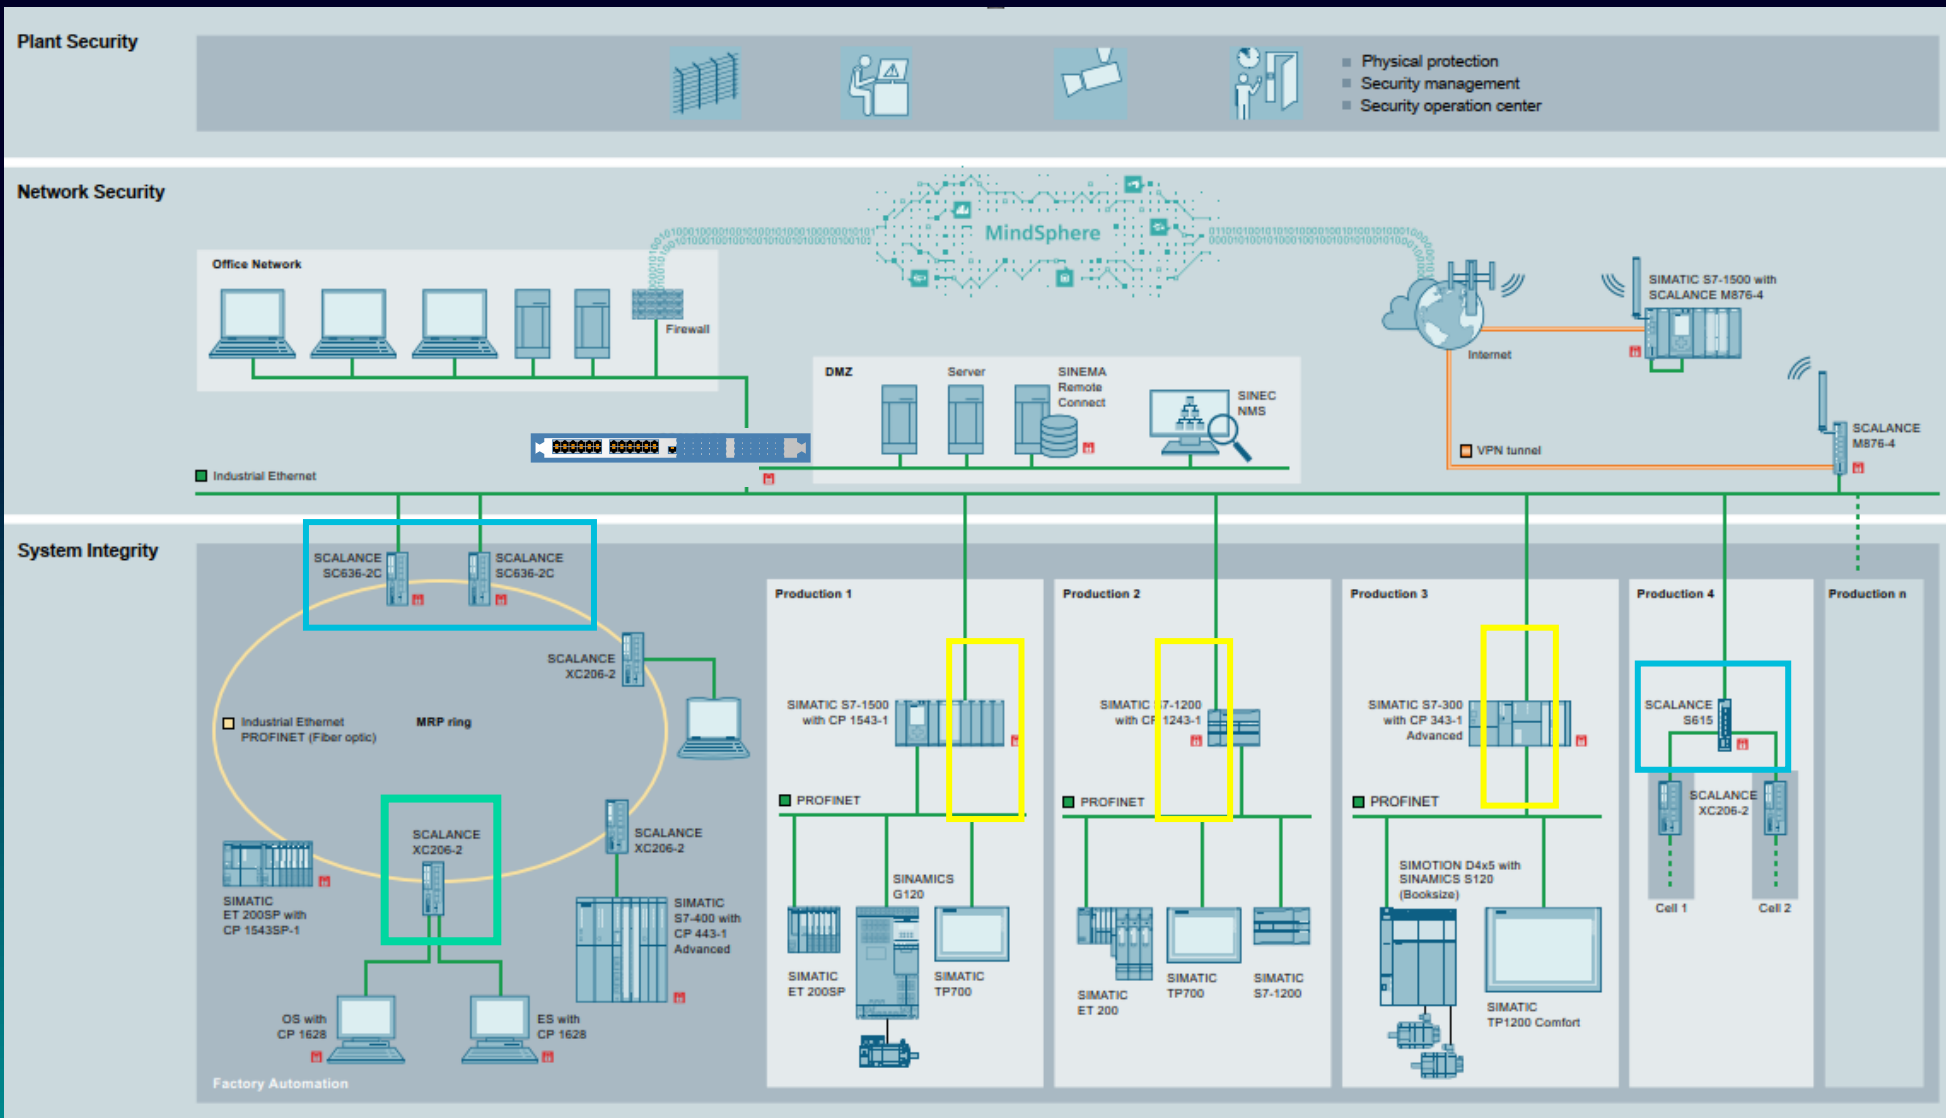 Plant Security
Physical protection
Security management
Security operation center
Network Security
MindSphere
Office Network
Firewall
DMZ
Server
SINEMA
Remote
Connect
SINEC
NMS
Internet
SIMATIC S7-1500 with
SCALANCE M876-4
SCALANCE
M876-4
VPN tunnel
Industrial Ethernet
System Integrity
SCALANCE
SC636-2C
SCALANCE
SC636-2C
SCALANCE
XC206-2
Industrial Ethernet
PROFINET (Fiber optic)
MRP ring
SCALANCE
XC206-2
SCALANCE
XC206-2
SIMATIC
ET 200SP with
CP 1543SP-1
SIMATIC
S7-400 with
CP 443-1
Advanced
OS with
CP 1628
ES with
CP 1628
Factory Automation
Production 1
SIMATIC S7-1500
with CP 1543-1
PROFINET
SINAMICS
G120
SIMATIC
ET 200SP
SIMATIC
TP700
Production 2
SIMATIC S7-1200
with CP 1243-1
PROFINET
SIMATIC
ET 200
SIMATIC
TP700
SIMATIC
S7-1200
Production 3
SIMATIC S7-300
with CP 343-1
Advanced
PROFINET
SIMOTION D4x5 with
SINAMICS S120
(Booksize)
SIMATIC
TP1200 Comfort
Production 4
SCALANCE
S615
SCALANCE
XC206-2
Cell 1
Cell 2
Production n